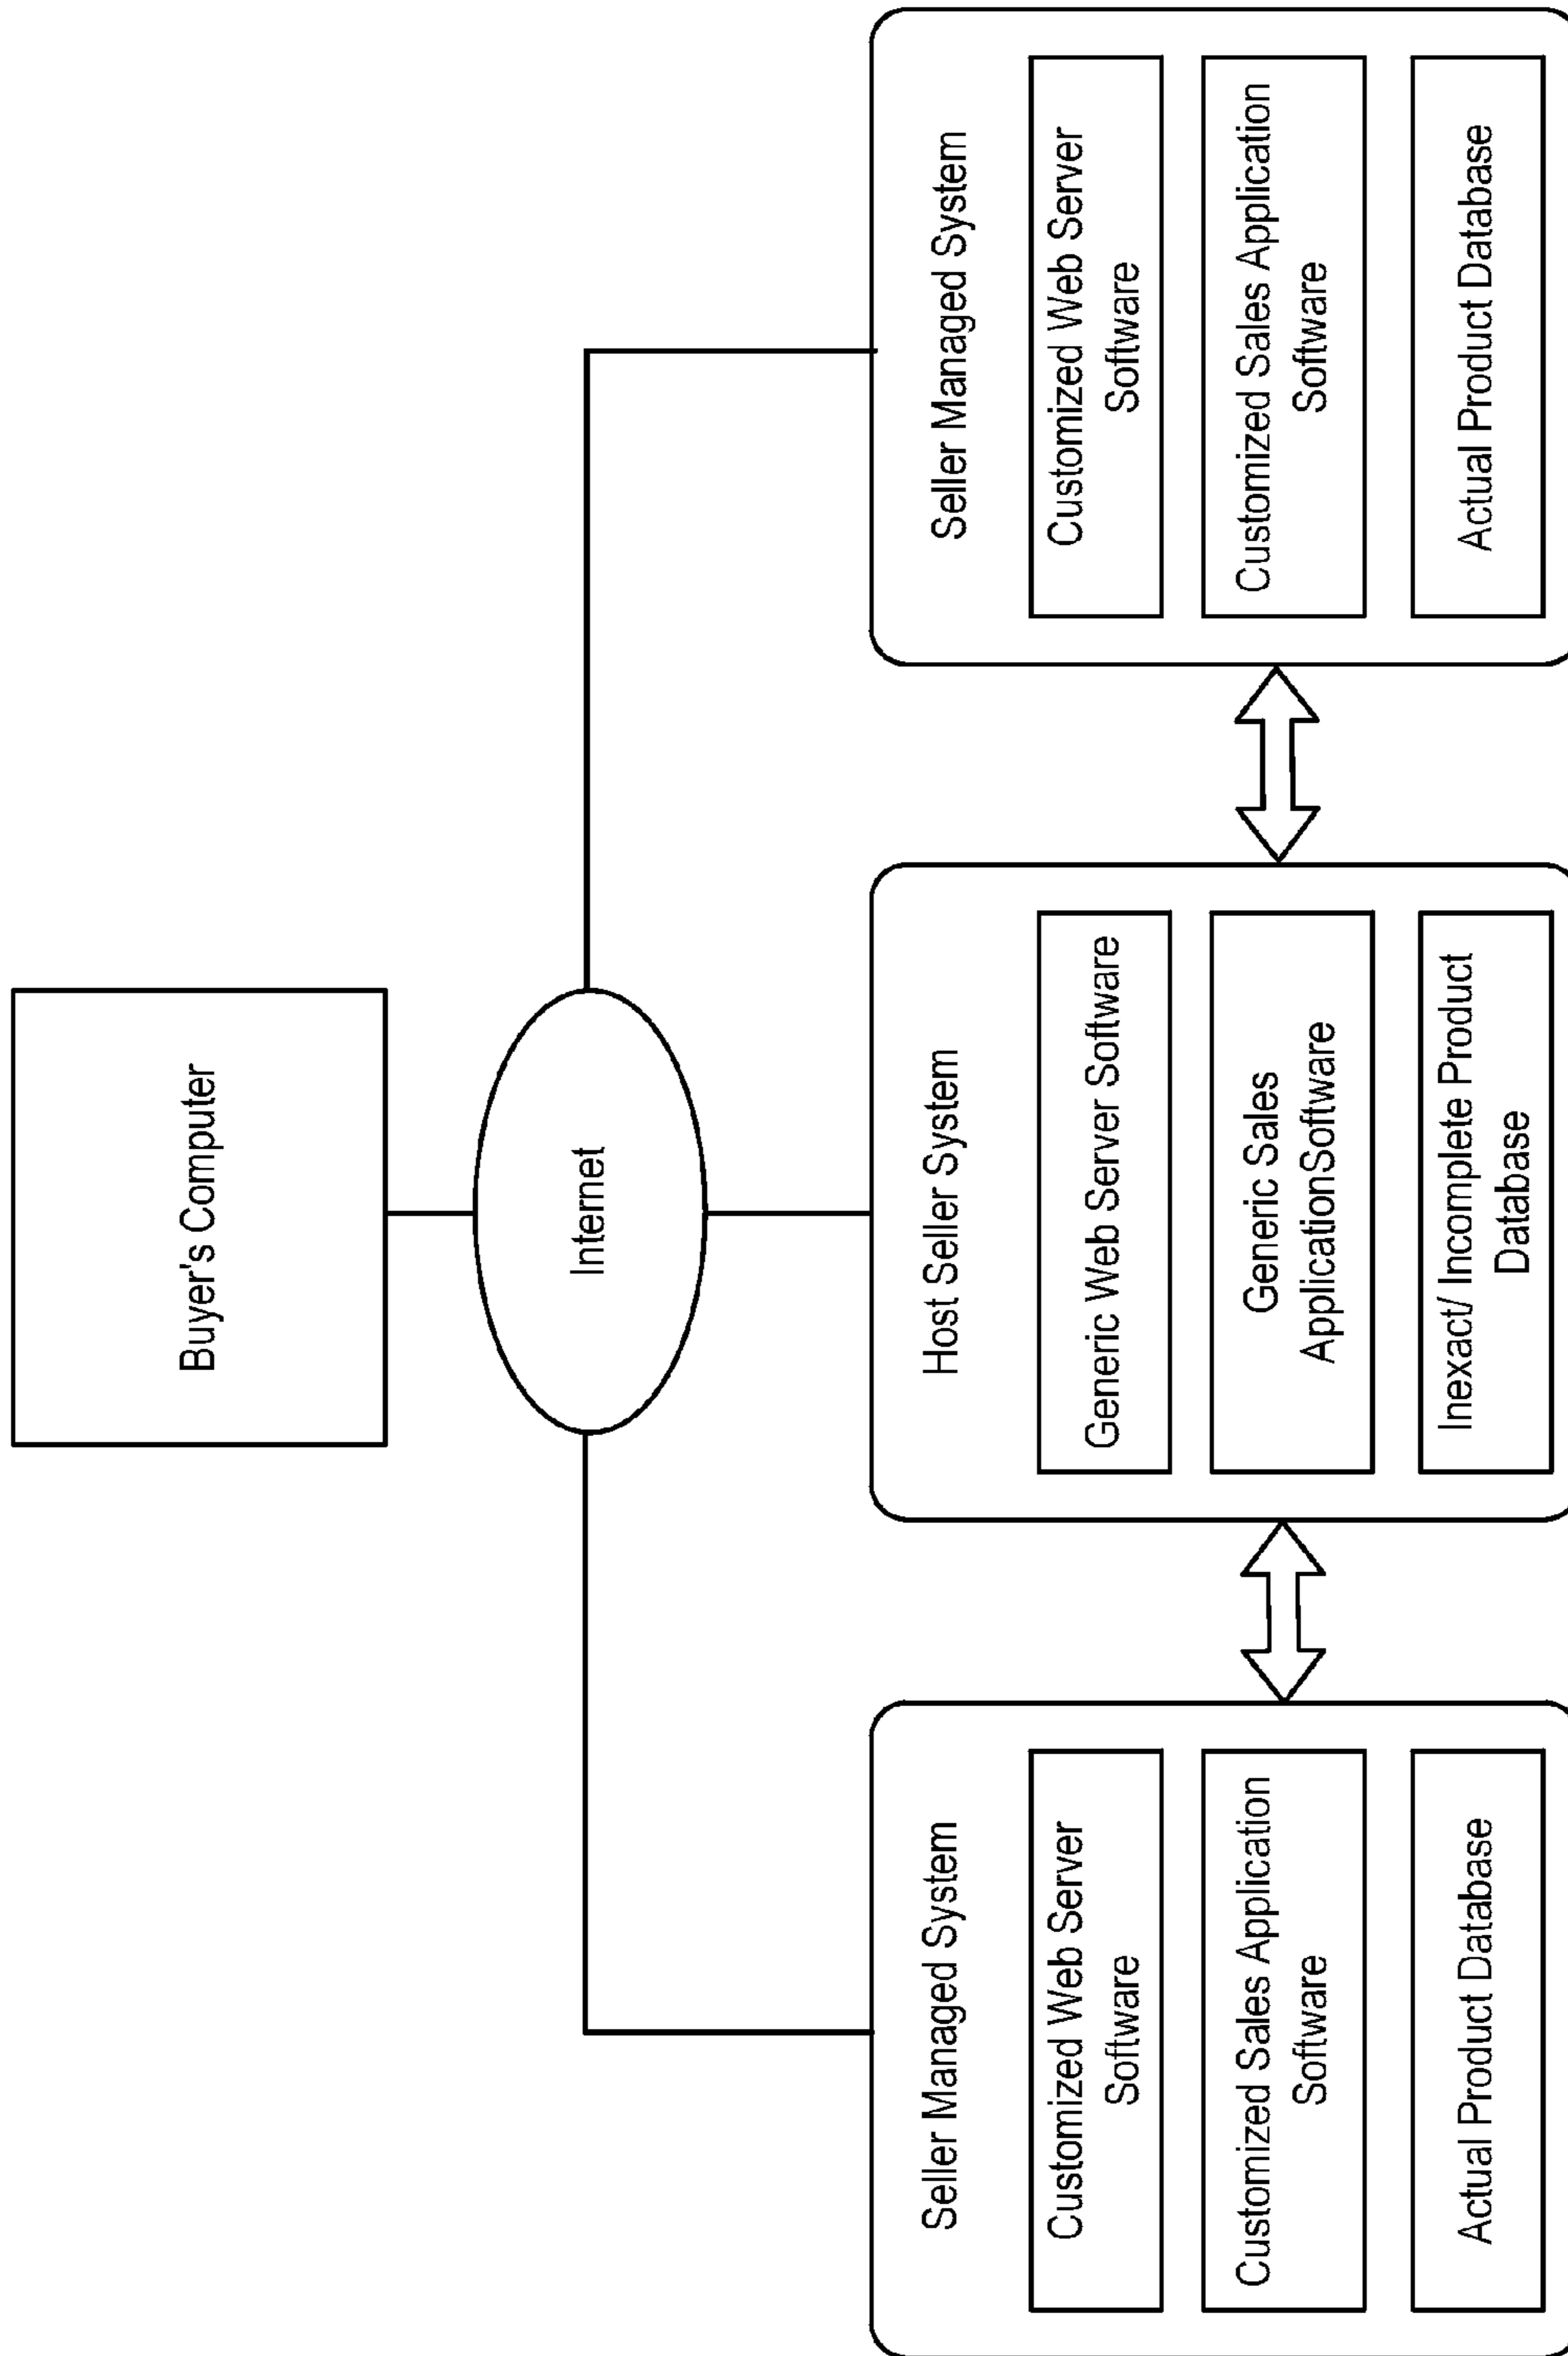 Buyer's Computer
Internet
Seller Managed System
Customized Web Server
Software
Customized Sales Application
Software
Actual Product Database
Host Seller System
Generic Web Server Software
Generic Sales
ApplicationSoftware
Inexact/ Incomplete Product
Database
Seller Managed System
Customized Web Server
Software
Customized Sales Application
Software
Actual Product Database